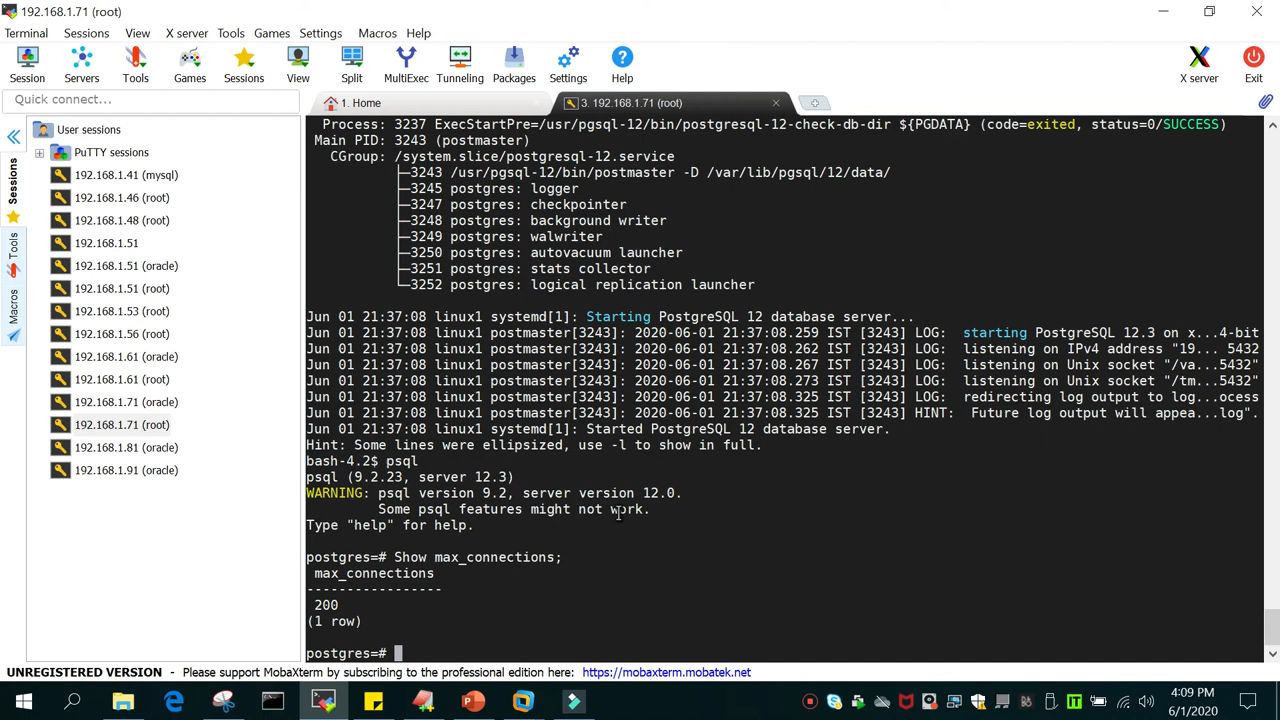 192.168.1.71 (root)
Terminal Sessions View X server Tools Games Settings Macros Help
Session Servers Tools Games Sessions View Split MultiExec Tunneling Packages Settings Help X server Exit
Quick connect...
1. Home
3. 192.168.1.71 (root)
Sessions
Tools
Macros
User sessions
PuTTY sessions
192.168.1.41 (mysql)
192.168.1.46 (root)
192.168.1.48 (root)
192.168.1.51
192.168.1.51 (oracle)
192.168.1.51 (root)
192.168.1.53 (root)
192.168.1.56 (root)
192.168.1.61 (oracle)
192.168.1.61 (root)
192.168.1.71 (oracle)
192.168.1.71 (root)
192.168.1.81 (oracle)
192.168.1.91 (oracle)
Process: 3237 ExecStartPre=/usr/pgsql-12/bin/postgresql-12-check-db-dir ${PGDATA} (code=exited, status=0/SUCCESS)
Main PID: 3243 (postmaster)
CGroup: /system.slice/postgresql-12.service
├─3243 /usr/pgsql-12/bin/postmaster -D /var/lib/pgsql/12/data/
├─3245 postgres: logger
├─3247 postgres: checkpointer
├─3248 postgres: background writer
├─3249 postgres: walwriter
├─3250 postgres: autovacuum launcher
├─3251 postgres: stats collector
└─3252 postgres: logical replication launcher
Jun 01 21:37:08 linux1 systemd[1]: Starting PostgreSQL 12 database server...
Jun 01 21:37:08 linux1 postmaster[3243]: 2020-06-01 21:37:08.259 IST [3243] LOG:  starting PostgreSQL 12.3 on x...4-bit
Jun 01 21:37:08 linux1 postmaster[3243]: 2020-06-01 21:37:08.262 IST [3243] LOG:  listening on IPv4 address "19... 5432
Jun 01 21:37:08 linux1 postmaster[3243]: 2020-06-01 21:37:08.267 IST [3243] LOG:  listening on Unix socket "/va...5432"
Jun 01 21:37:08 linux1 postmaster[3243]: 2020-06-01 21:37:08.273 IST [3243] LOG:  listening on Unix socket "/tm...5432"
Jun 01 21:37:08 linux1 postmaster[3243]: 2020-06-01 21:37:08.325 IST [3243] LOG:  redirecting log output to log...ocess
Jun 01 21:37:08 linux1 postmaster[3243]: 2020-06-01 21:37:08.325 IST [3243] HINT:  Future log output will appea...log".
Jun 01 21:37:08 linux1 systemd[1]: Started PostgreSQL 12 database server.
Hint: Some lines were ellipsized, use -l to show in full.
bash-4.2$ psql
psql (9.2.23, server 12.3)
WARNING: psql version 9.2, server version 12.0.
Some psql features might not work.
Type "help" for help.
postgres=# Show max_connections;
max_connections
-----------------
200
(1 row)
postgres=#
UNREGISTERED VERSION - Please support MobaXterm by subscribing to the professional edition here: https://mobaxterm.mobatek.net
4:09 PM
6/1/2020